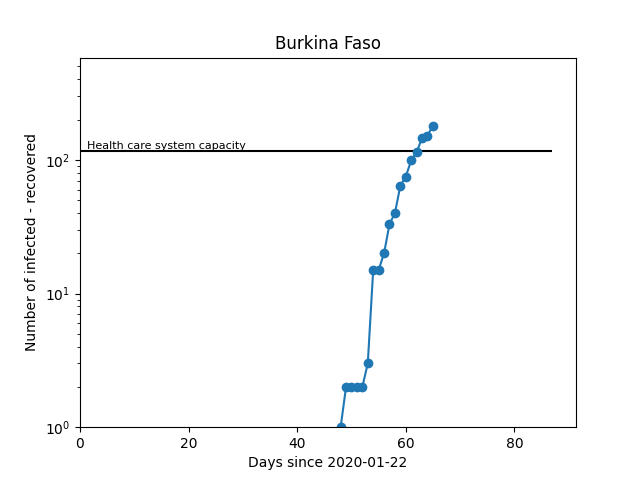 Burkina Faso
Number of infected - recovered
10²
10¹
10⁰
Health care system capacity
0 20 40 60 80
Days since 2020-01-22